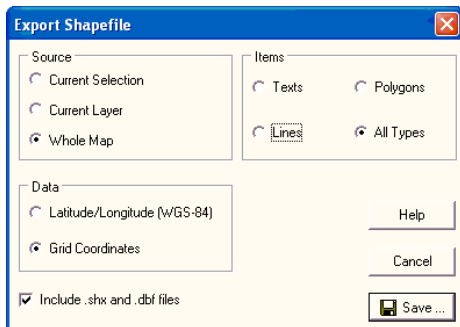 Export Shapefile
Source
Current Selection
Current Layer
Whole Map
Items
Texts
Polygons
Lines
All Types
Data
Latitude/Longitude (WGS-84)
Grid Coordinates
Include .shx and .dbf files
Help
Cancel
Save ...